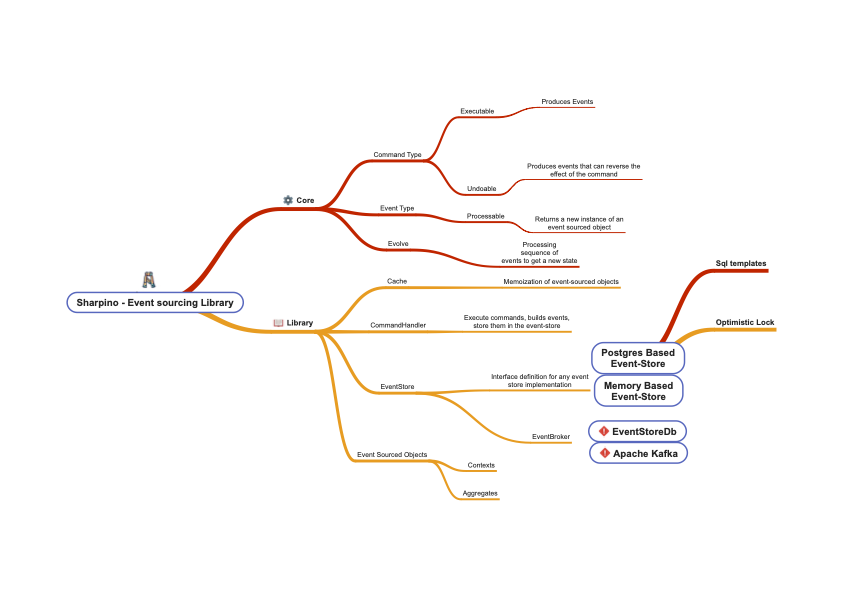 Sharpino - Event sourcing Library
Core
Command Type
Executable
Produces Events
Undoable
Produces events that can reverse the
effect of the command
Event Type
Processable
Returns a new instance of an
event sourced object
Evolve
Processing
sequence of
events to get a new state
Library
Cache
Memoization of event-sourced objects
CommandHandler
Execute commands, builds events,
store them in the event-store
EventStore
Interface definition for any event
store implementation
EventBroker
Event Sourced Objects
Contexts
Aggregates
Postgres Based
Event-Store
Sql templates
Optimistic Lock
Memory Based
Event-Store
EventStoreDb
Apache Kafka